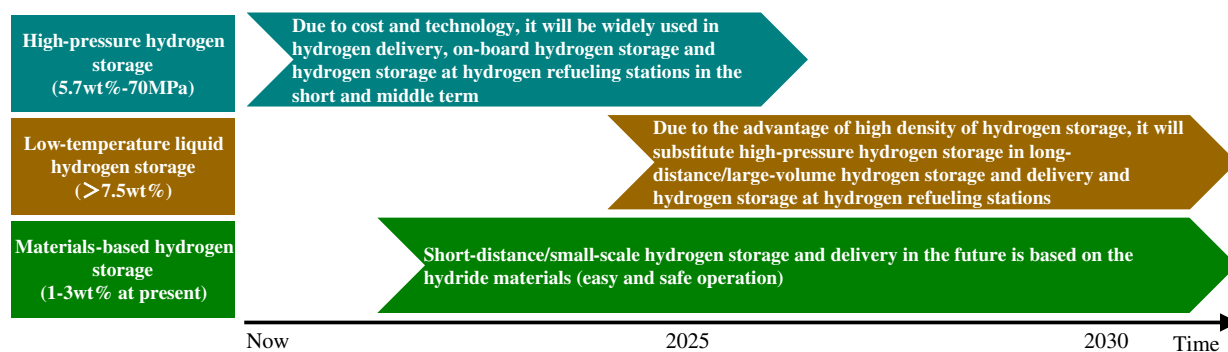 High-pressure hydrogen
storage
(5.7wt%-70MPa)
Due to cost and technology, it will be widely used in
hydrogen delivery, on-board hydrogen storage and
hydrogen storage at hydrogen refueling stations in the
short and middle term
Low-temperature liquid
hydrogen storage
(＞7.5wt%)
Due to the advantage of high density of hydrogen storage, it will
substitute high-pressure hydrogen storage in long-
distance/large-volume hydrogen storage and delivery and
hydrogen storage at hydrogen refueling stations
Materials-based hydrogen
storage
(1-3wt% at present)
Short-distance/small-scale hydrogen storage and delivery in the future is based on the
hydride materials (easy and safe operation)
Now 2025 2030 Time